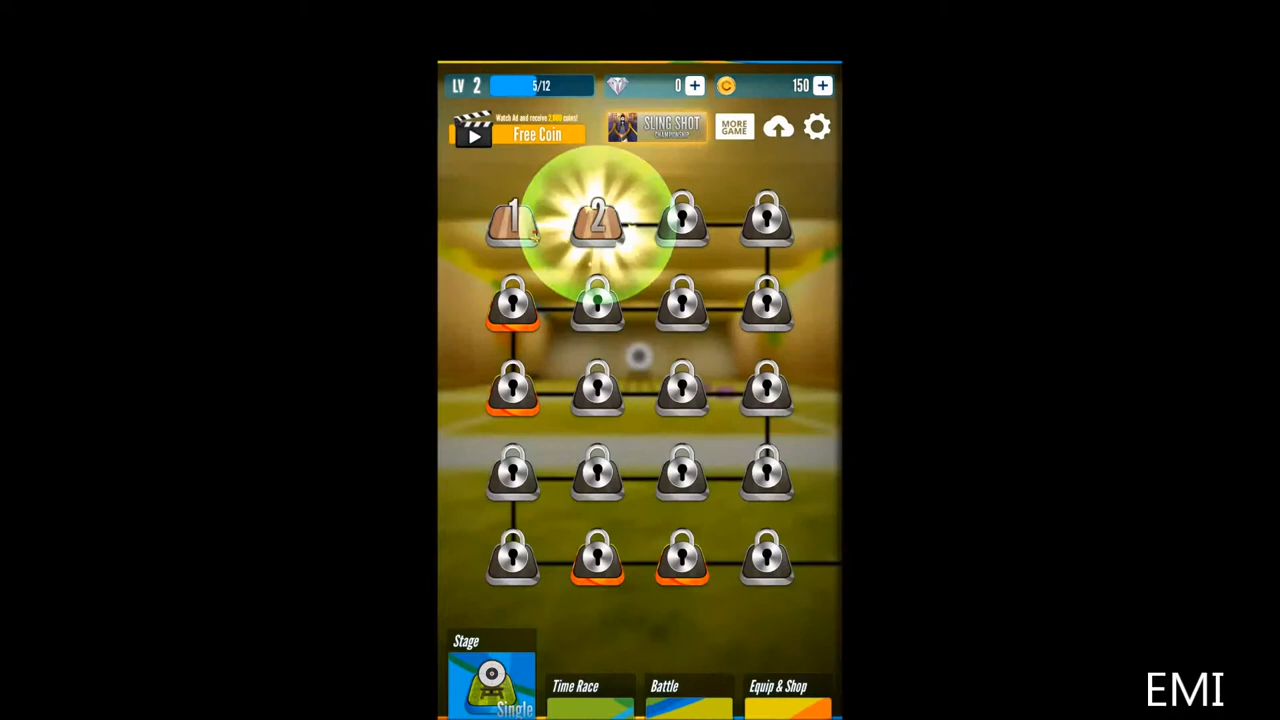 LV 2 5/12 0 + C 150 +
Watch Ad and receive 2,000 coins!
Free Coin
SLING SHOT
CHAMPIONSHIP
MORE
GAME
1 2
Stage
Single
Time Race
Battle
Equip & Shop
EMI